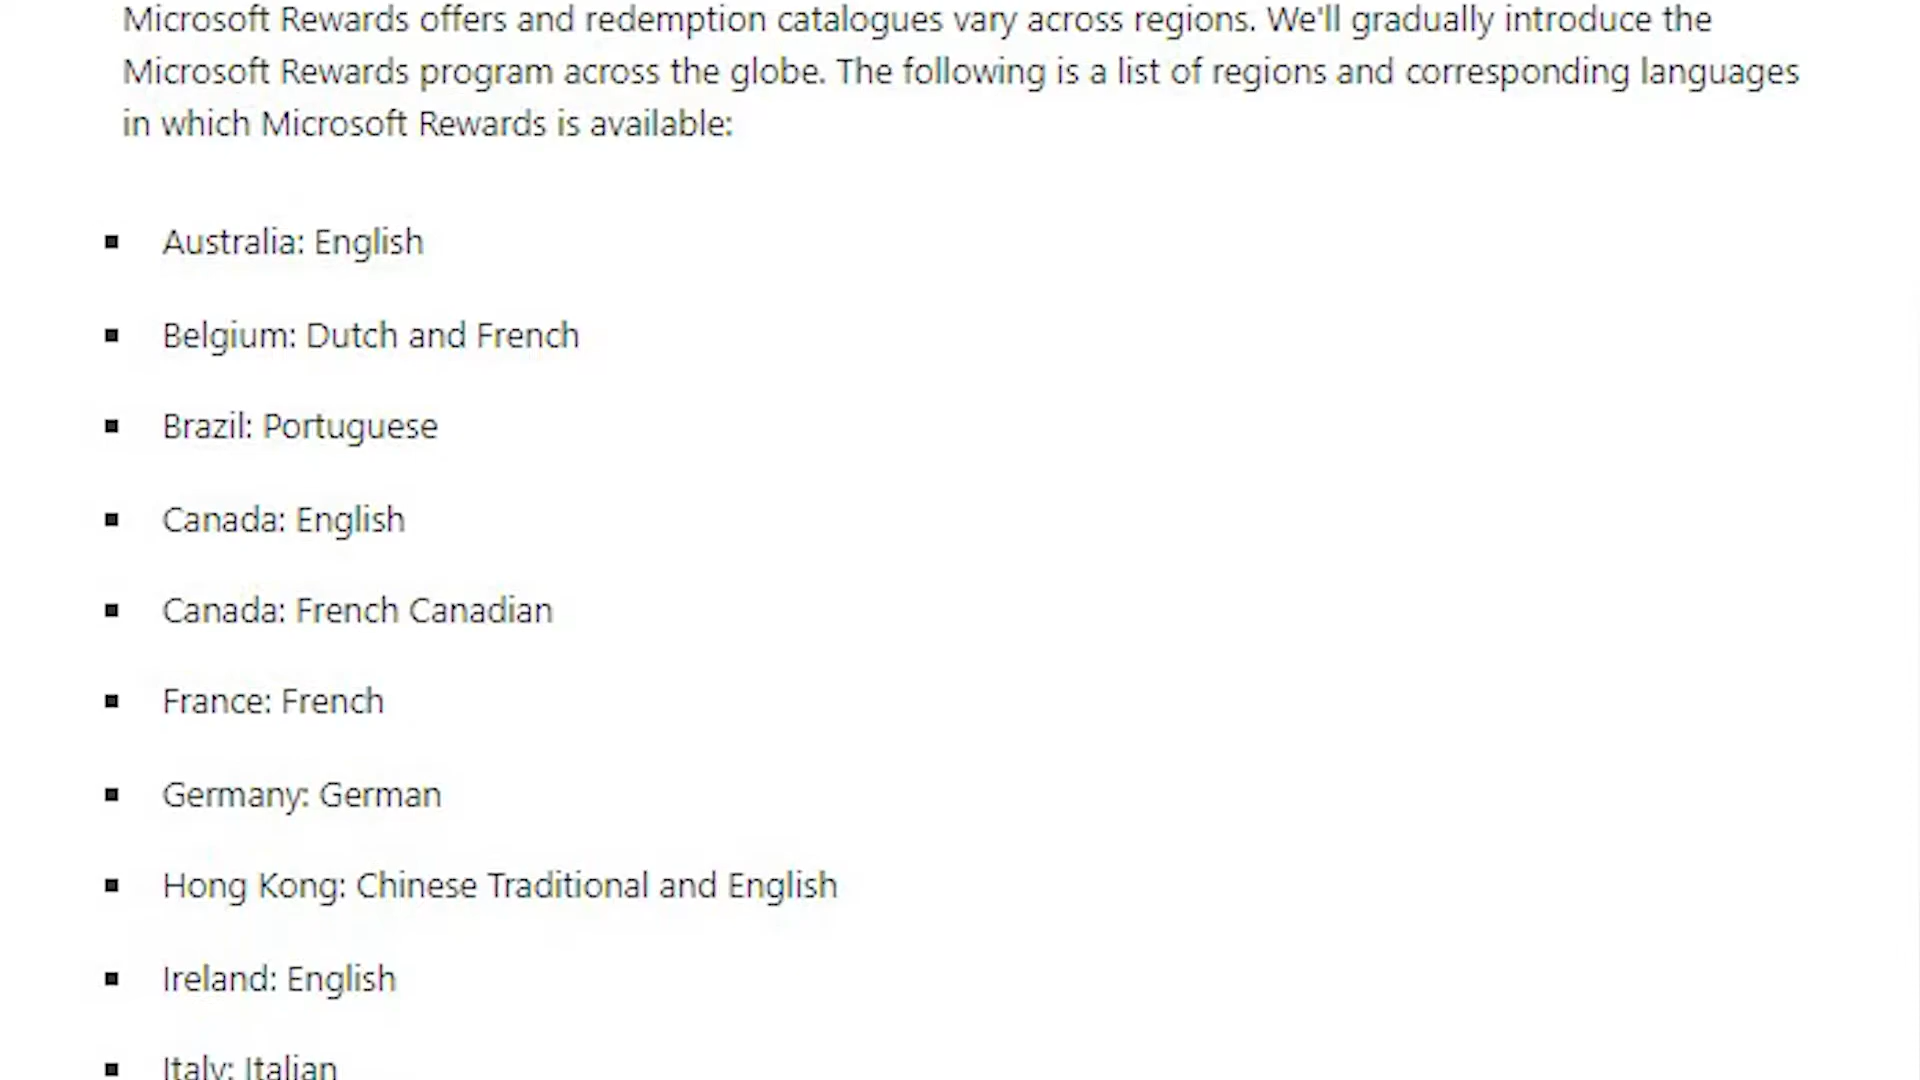 Microsoft Rewards offers and redemption catalogues vary across regions. We'll gradually introduce the
Microsoft Rewards program across the globe. The following is a list of regions and corresponding languages
in which Microsoft Rewards is available:
Australia: English
Belgium: Dutch and French
Brazil: Portuguese
Canada: English
Canada: French Canadian
France: French
Germany: German
Hong Kong: Chinese Traditional and English
Ireland: English
Italy: Italian